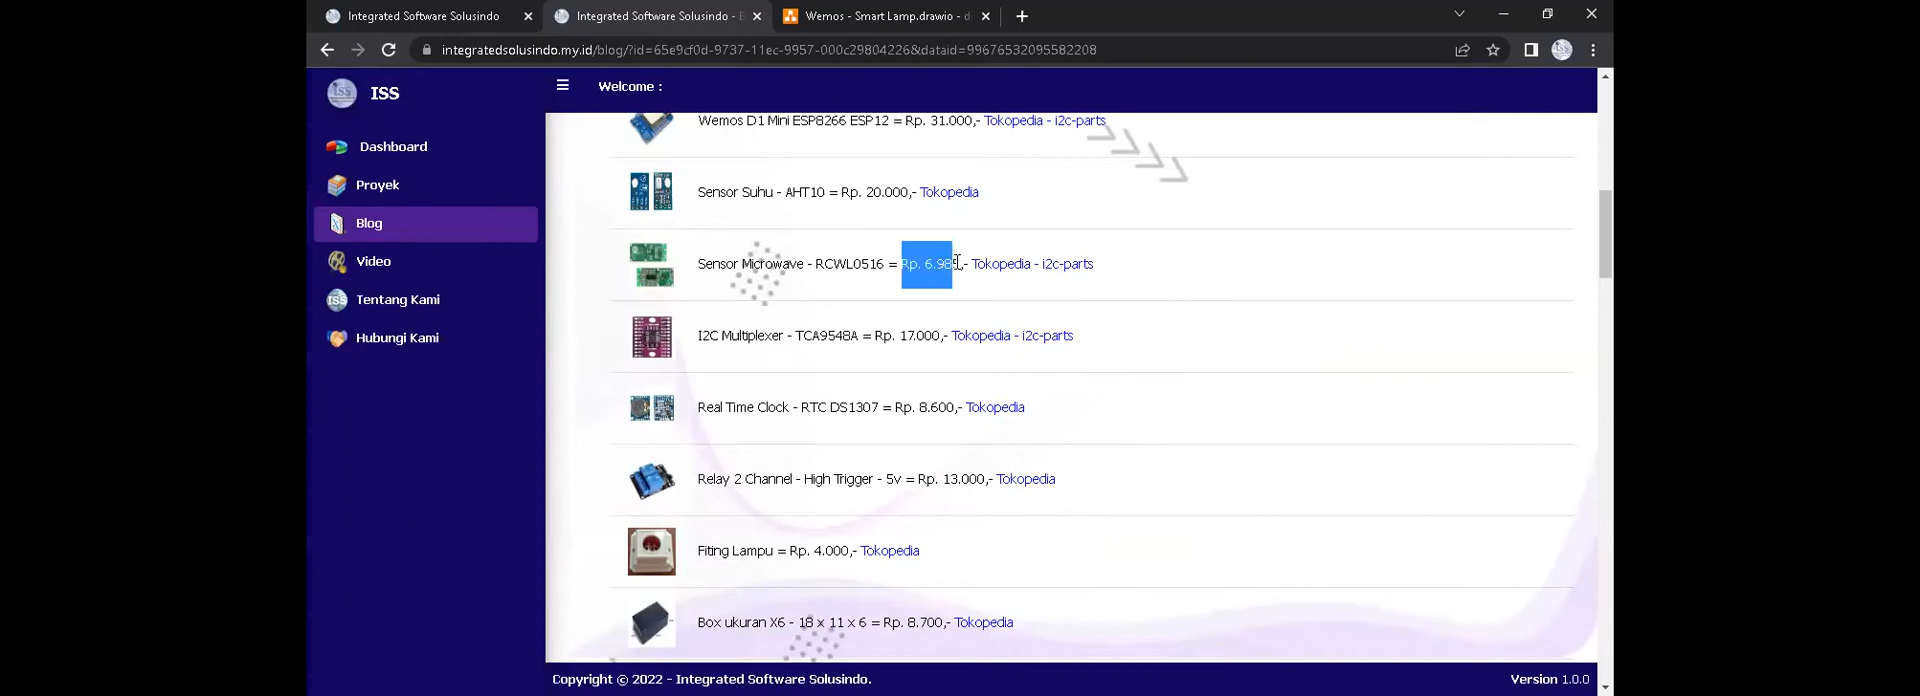 Integrated Software Solusindo
Integrated Software Solusindo - B
Wemos - Smart Lamp.drawio - d
integratedsolusindo.my.id/blog/?id=65e9cf0d-9737-11ec-9957-000c29804226&dataid=99676532095582208
ISS
Welcome :
Dashboard
Proyek
Blog
Video
Tentang Kami
Hubungi Kami
Wemos D1 Mini ESP8266 ESP12 = Rp. 31.000,- Tokopedia - i2c-parts
Sensor Suhu - AHT10 = Rp. 20.000,- Tokopedia
Sensor Microwave - RCWL0516 = Rp. 6.985,- Tokopedia - i2c-parts
I2C Multiplexer - TCA9548A = Rp. 17.000,- Tokopedia - i2c-parts
Real Time Clock - RTC DS1307 = Rp. 8.600,- Tokopedia
Relay 2 Channel - High Trigger - 5v = Rp. 13.000,- Tokopedia
Fiting Lampu = Rp. 4.000,- Tokopedia
Box ukuran X6 - 18 x 11 x 6 = Rp. 8.700,- Tokopedia
Copyright © 2022 - Integrated Software Solusindo.
Version 1.0.0